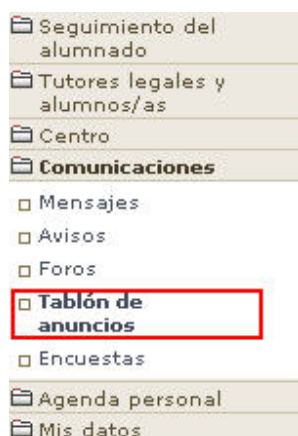 Seguimiento del
alumnado
Tutores legales y
alumnos/as
Centro
Comunicaciones
Mensajes
Avisos
Foros
Tablón de
anuncios
Encuestas
Agenda personal
Mis datos